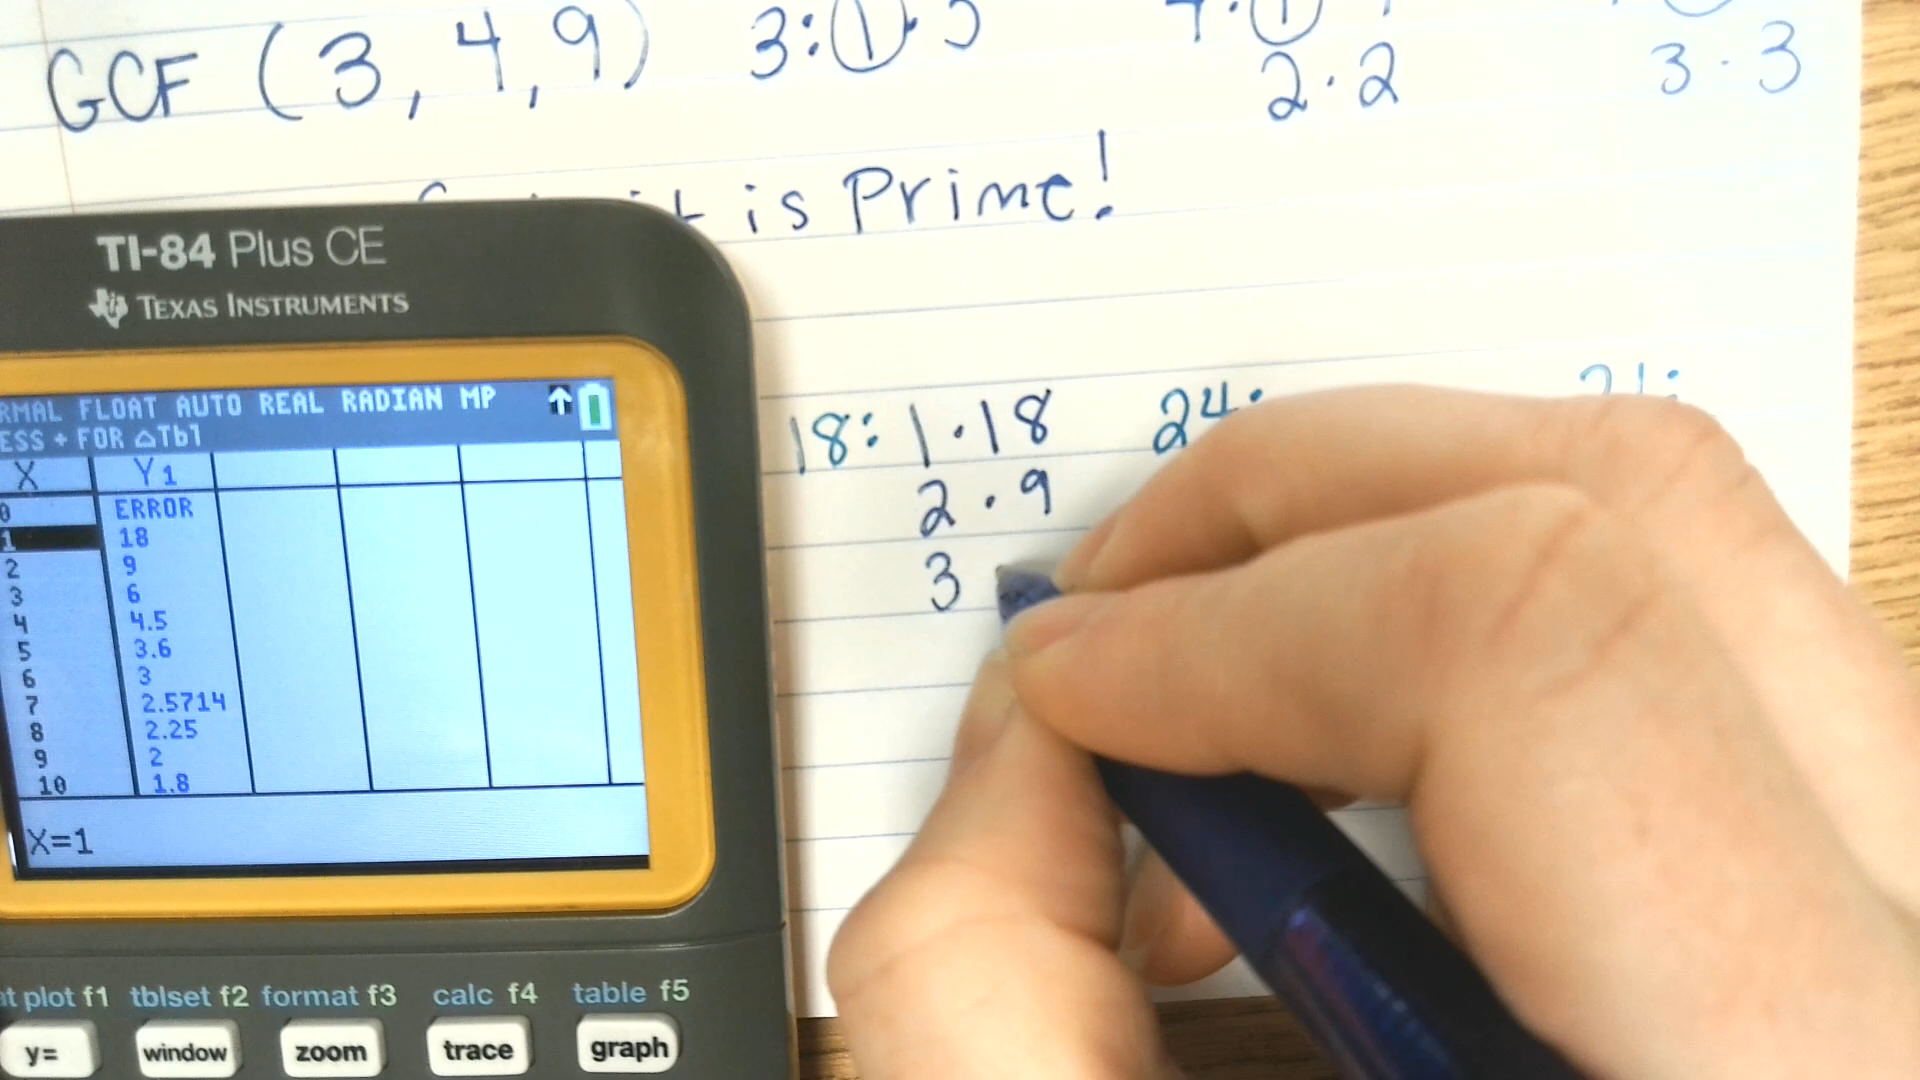 GCF (3, 4, 9) 3: 1 · 3
2 · 2
3 · 3
is Prime!
TI-84 Plus CE
TEXAS INSTRUMENTS
RMAL FLOAT AUTO REAL RADIAN MP
ESS + FOR △Tbl
X Y1
0 ERROR
1 18
2 9
3 6
4 4.5
5 3.6
6 3
7 2.5714
8 2.25
9 2
10 1.8
X=1
18: 1 · 18
2 · 9
3
24:
21:
at plot f1 tblset f2 format f3 calc f4 table f5
y= window zoom trace graph